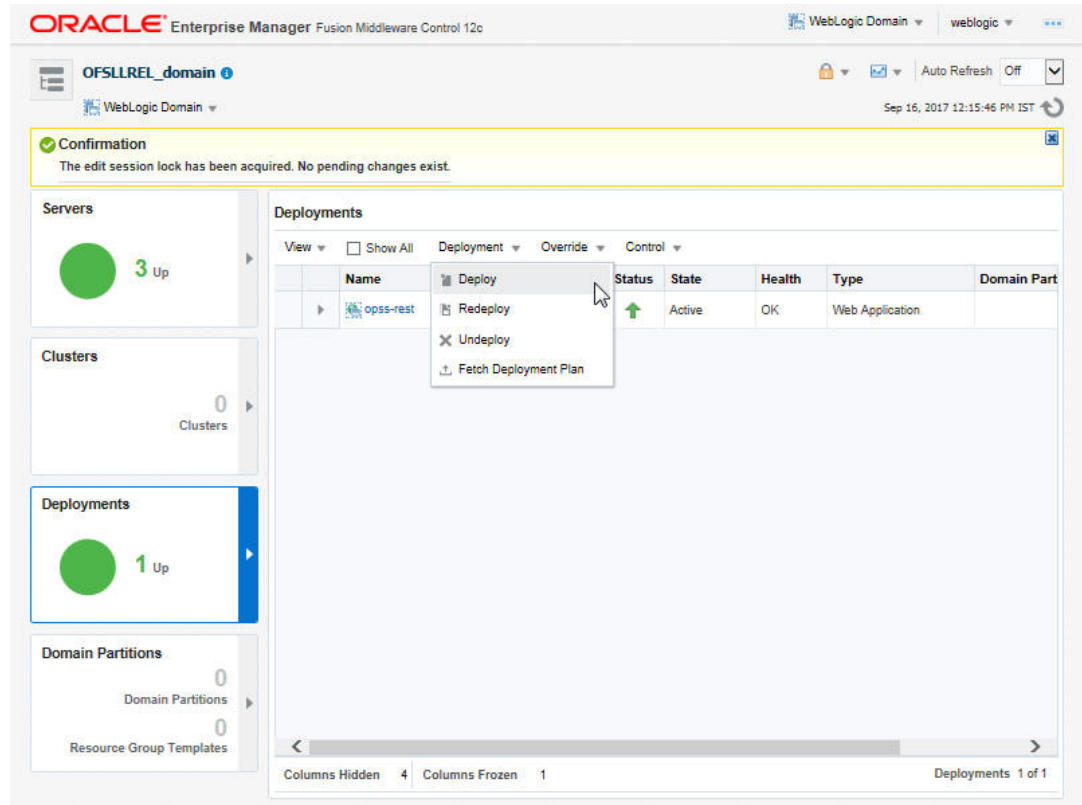 ORACLE Enterprise Manager Fusion Middleware Control 12c
WebLogic Domain
weblogic
OFSLLREL_domain
Auto Refresh Off
WebLogic Domain
Sep 16, 2017 12:15:46 PM IST
Confirmation
The edit session lock has been acquired. No pending changes exist.
Servers
3 Up
Clusters
0
Clusters
Deployments
1 Up
Domain Partitions
0
Domain Partitions
0
Resource Group Templates
Deployments
View Show All Deployment Override Control
Name Status State Health Type Domain Part
opss-rest Active OK Web Application
Deploy
Redeploy
Undeploy
Fetch Deployment Plan
Columns Hidden 4 Columns Frozen 1
Deployments 1 of 1